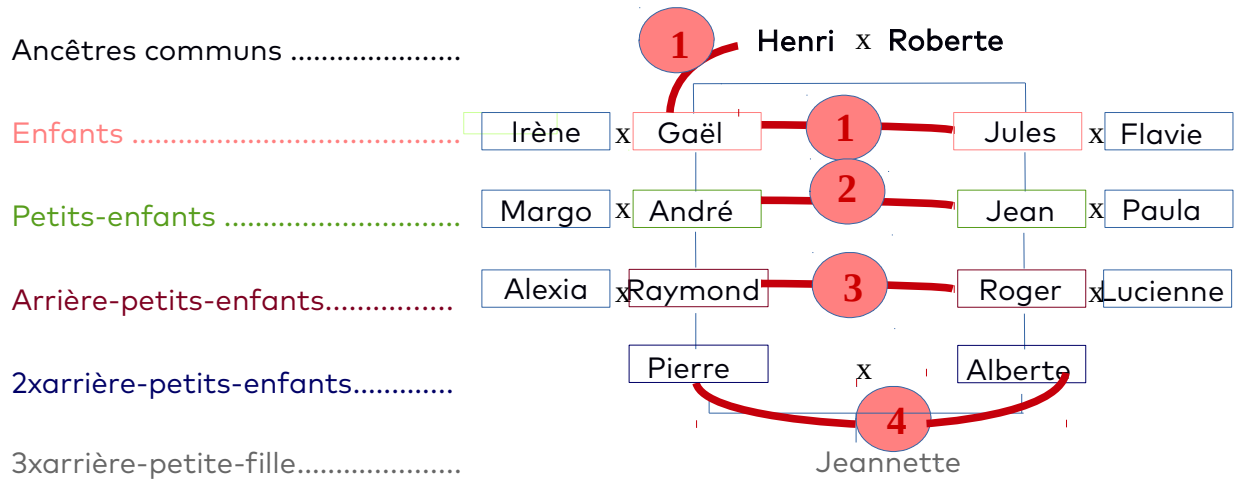 Ancêtres communs ...................... 1 Henri x Roberte
Enfants ........................................... Irène x Gaël 1 Jules x Flavie
Petits-enfants ............................... Margo x André 2 Jean x Paula
Arrière-petits-enfants................. Alexia x Raymond 3 Roger x Lucienne
2xarrière-petits-enfants............. Pierre x Alberte
4
3xarrière-petite-fille..................... Jeannette